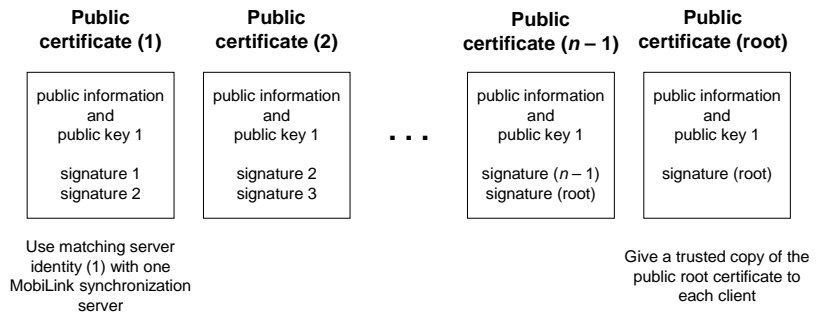 Public
certificate (1)
Public
certificate (2)
Public
certificate (n – 1)
Public
certificate (root)
public information
and
public key 1
signature 1
signature 2
public information
and
public key 1
signature 2
signature 3
. . .
public information
and
public key 1
signature (n – 1)
signature (root)
public information
and
public key 1
signature (root)
Use matching server
identity (1) with one
MobiLink synchronization
server
Give a trusted copy of the
public root certificate to
each client